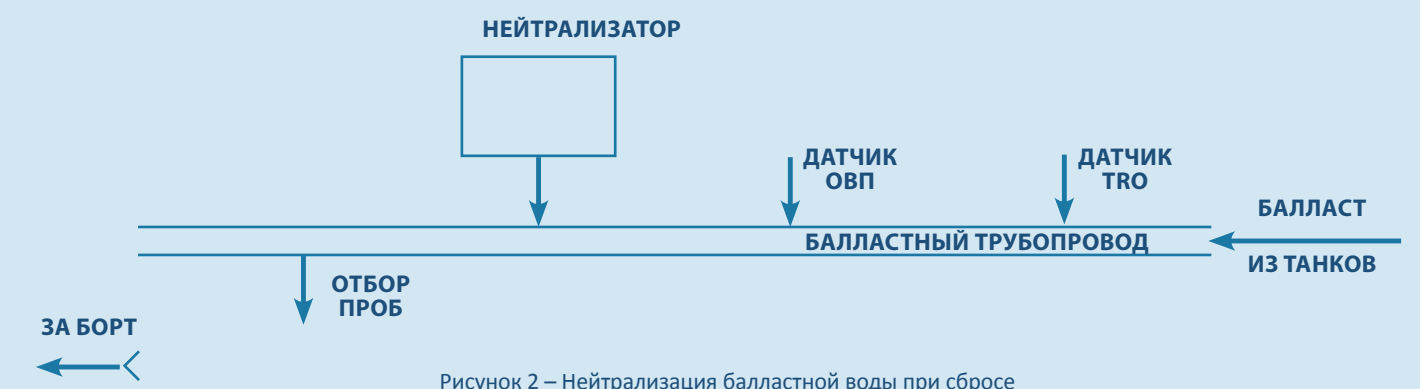 НЕЙТРАЛИЗАТОР
ДАТЧИК
ОВП
ДАТЧИК
TRO
БАЛЛАСТ
БАЛЛАСТНЫЙ ТРУБОПРОВОД
ИЗ ТАНКОВ
ОТБОР
ПРОБ
ЗА БОРТ
Рисунок 2 – Нейтрализация балластной воды при сбросе